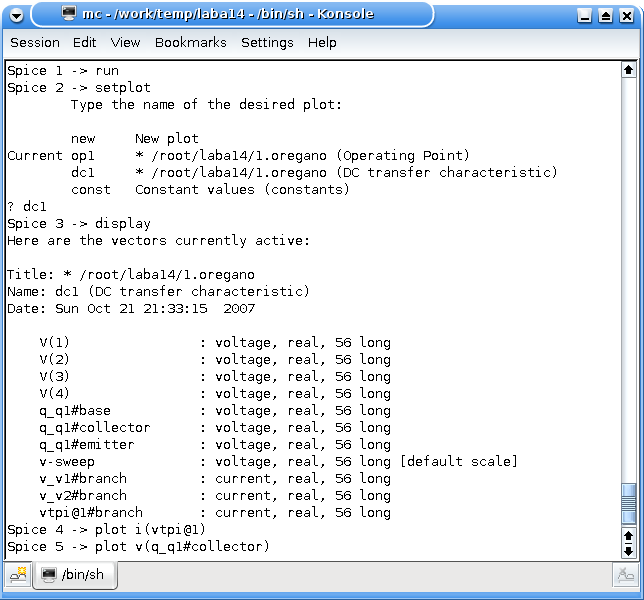 mc - /work/temp/laba14 - /bin/sh - Konsole
Session Edit View Bookmarks Settings Help
Spice 1 -> run
Spice 2 -> setplot
        Type the name of the desired plot:

        new     New plot
Current op1     * /root/laba14/1.oregano (Operating Point)
        dc1     * /root/laba14/1.oregano (DC transfer characteristic)
        const   Constant values (constants)
? dc1
Spice 3 -> display
Here are the vectors currently active:

Title: * /root/laba14/1.oregano
Name: dc1 (DC transfer characteristic)
Date: Sun Oct 21 21:33:15  2007

    V(1)                : voltage, real, 56 long
    V(2)                : voltage, real, 56 long
    V(3)                : voltage, real, 56 long
    V(4)                : voltage, real, 56 long
    q_q1#base           : voltage, real, 56 long
    q_q1#collector      : voltage, real, 56 long
    q_q1#emitter        : voltage, real, 56 long
    v-sweep             : voltage, real, 56 long [default scale]
    v_v1#branch         : current, real, 56 long
    v_v2#branch         : current, real, 56 long
    vtpi@1#branch       : current, real, 56 long
Spice 4 -> plot i(vtpi@1)
Spice 5 -> plot v(q_q1#collector)
/bin/sh